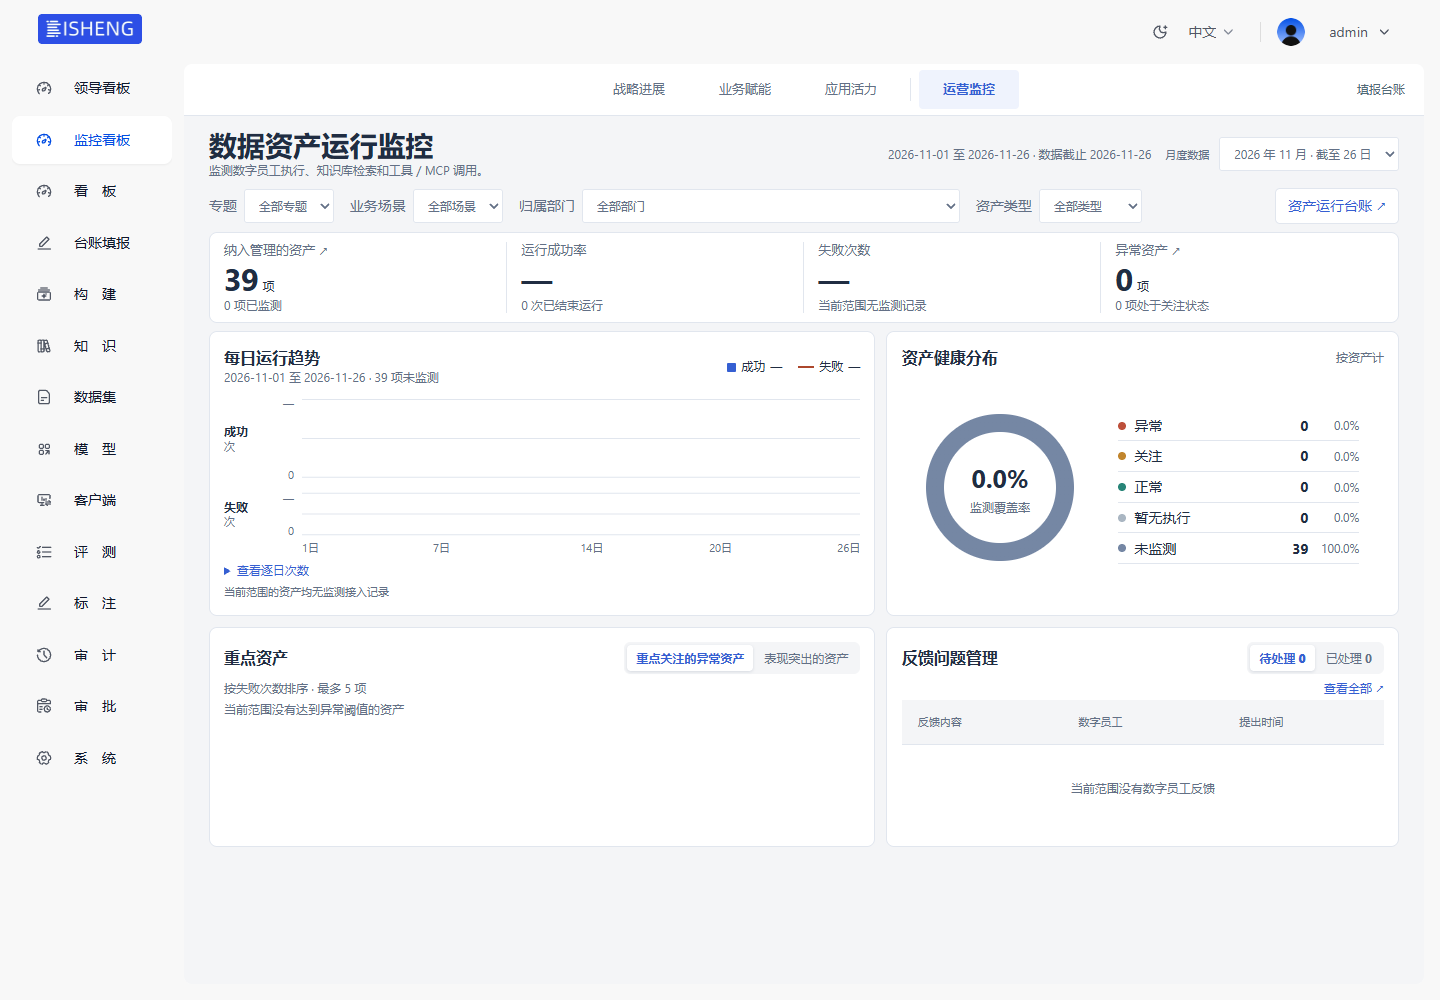 ISHENG
中文
admin
领导看板
监控看板
看 板
台账填报
构 建
知 识
数据集
模 型
客户端
评 测
标 注
审 计
审 批
系 统
战略进展
业务赋能
应用活力
运营监控
填报台账
数据资产运行监控
监测数字员工执行、知识库检索和工具 / MCP 调用。
2026-11-01 至 2026-11-26 · 数据截止 2026-11-26
月度数据
2026 年 11 月 · 截至 26 日
专题
全部专题
业务场景
全部场景
归属部门
全部部门
资产类型
全部类型
资产运行台账 ↗
纳入管理的资产 ↗
39 项
0 项已监测
运行成功率
—
0 次已结束运行
失败次数
—
当前范围无监测记录
异常资产 ↗
0 项
0 项处于关注状态
每日运行趋势
2026-11-01 至 2026-11-26 · 39 项未监测
成功 —
失败 —
—
成功
次
0
—
失败
次
0
1日
7日
14日
20日
26日
查看逐日次数
当前范围的资产均无监测接入记录
资产健康分布
按资产计
0.0%
监测覆盖率
异常 0 0.0%
关注 0 0.0%
正常 0 0.0%
暂无执行 0 0.0%
未监测 39 100.0%
重点资产
重点关注的异常资产
表现突出的资产
按失败次数排序 · 最多 5 项
当前范围没有达到异常阈值的资产
反馈问题管理
待处理 0
已处理 0
查看全部 ↗
反馈内容
数字员工
提出时间
当前范围没有数字员工反馈